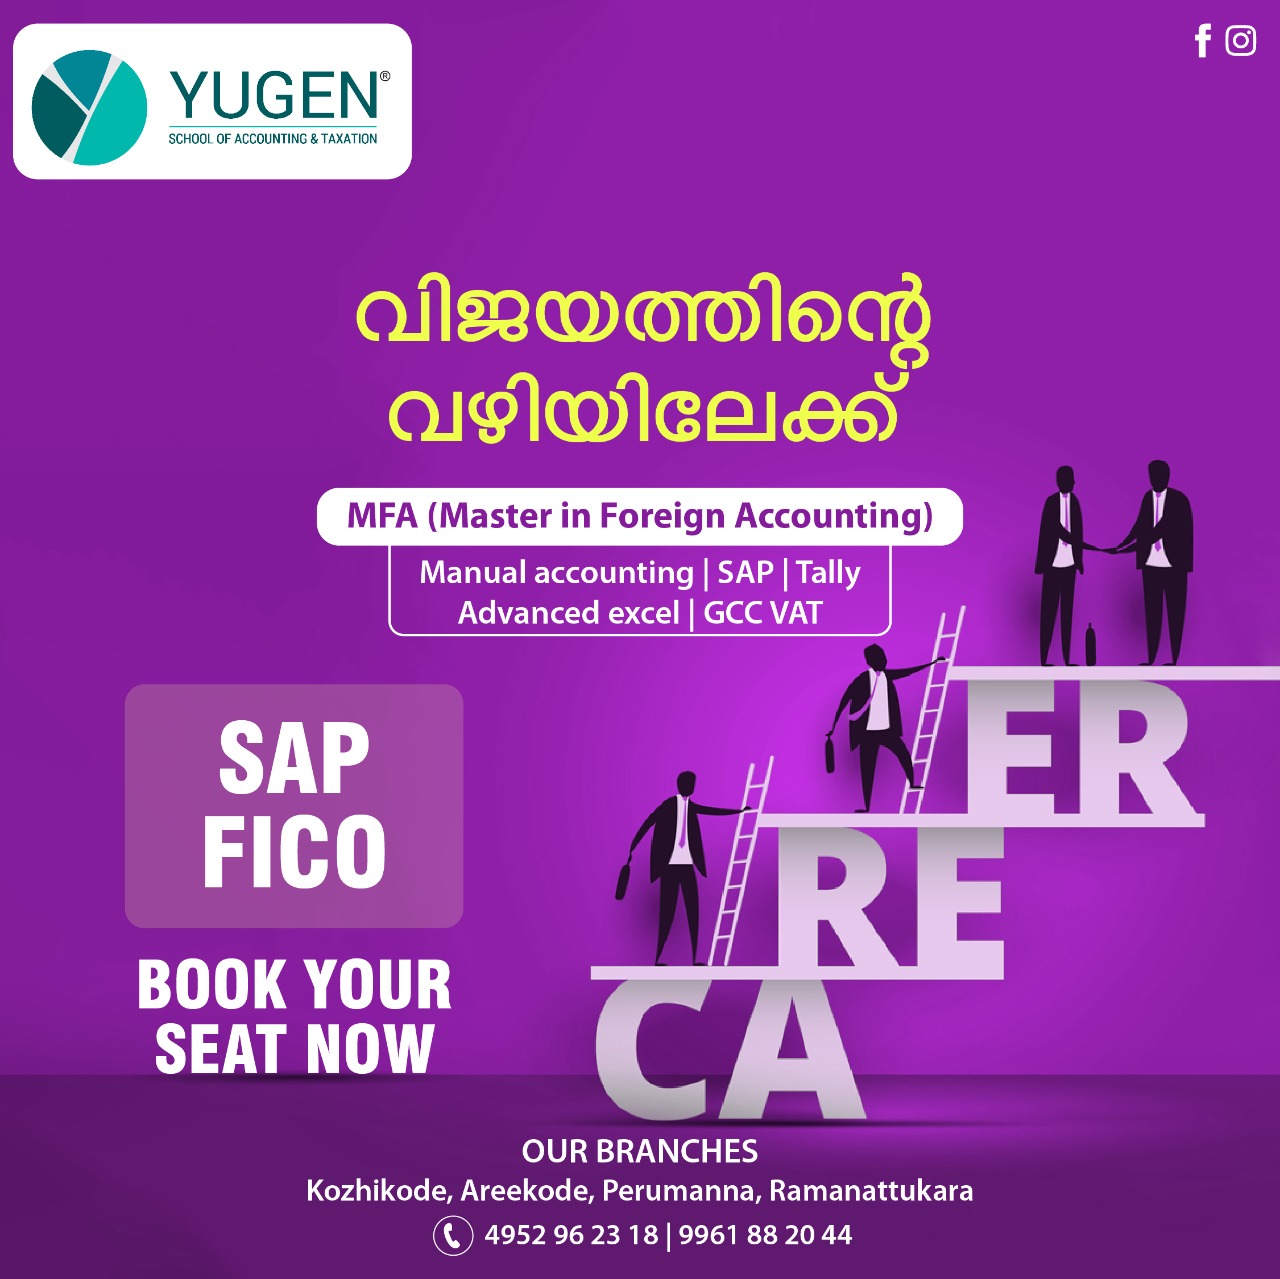 YUGEN®
SCHOOL OF ACCOUNTING & TAXATION
വിജയത്തിന്റെ
വഴിയിലേക്ക്
MFA (Master in Foreign Accounting)
Manual accounting | SAP | Tally
Advanced excel | GCC VAT
SAP
FICO
BOOK YOUR
SEAT NOW
CA
RE
ER
OUR BRANCHES
Kozhikode, Areekode, Perumanna, Ramanattukara
4952 96 23 18 | 9961 88 20 44